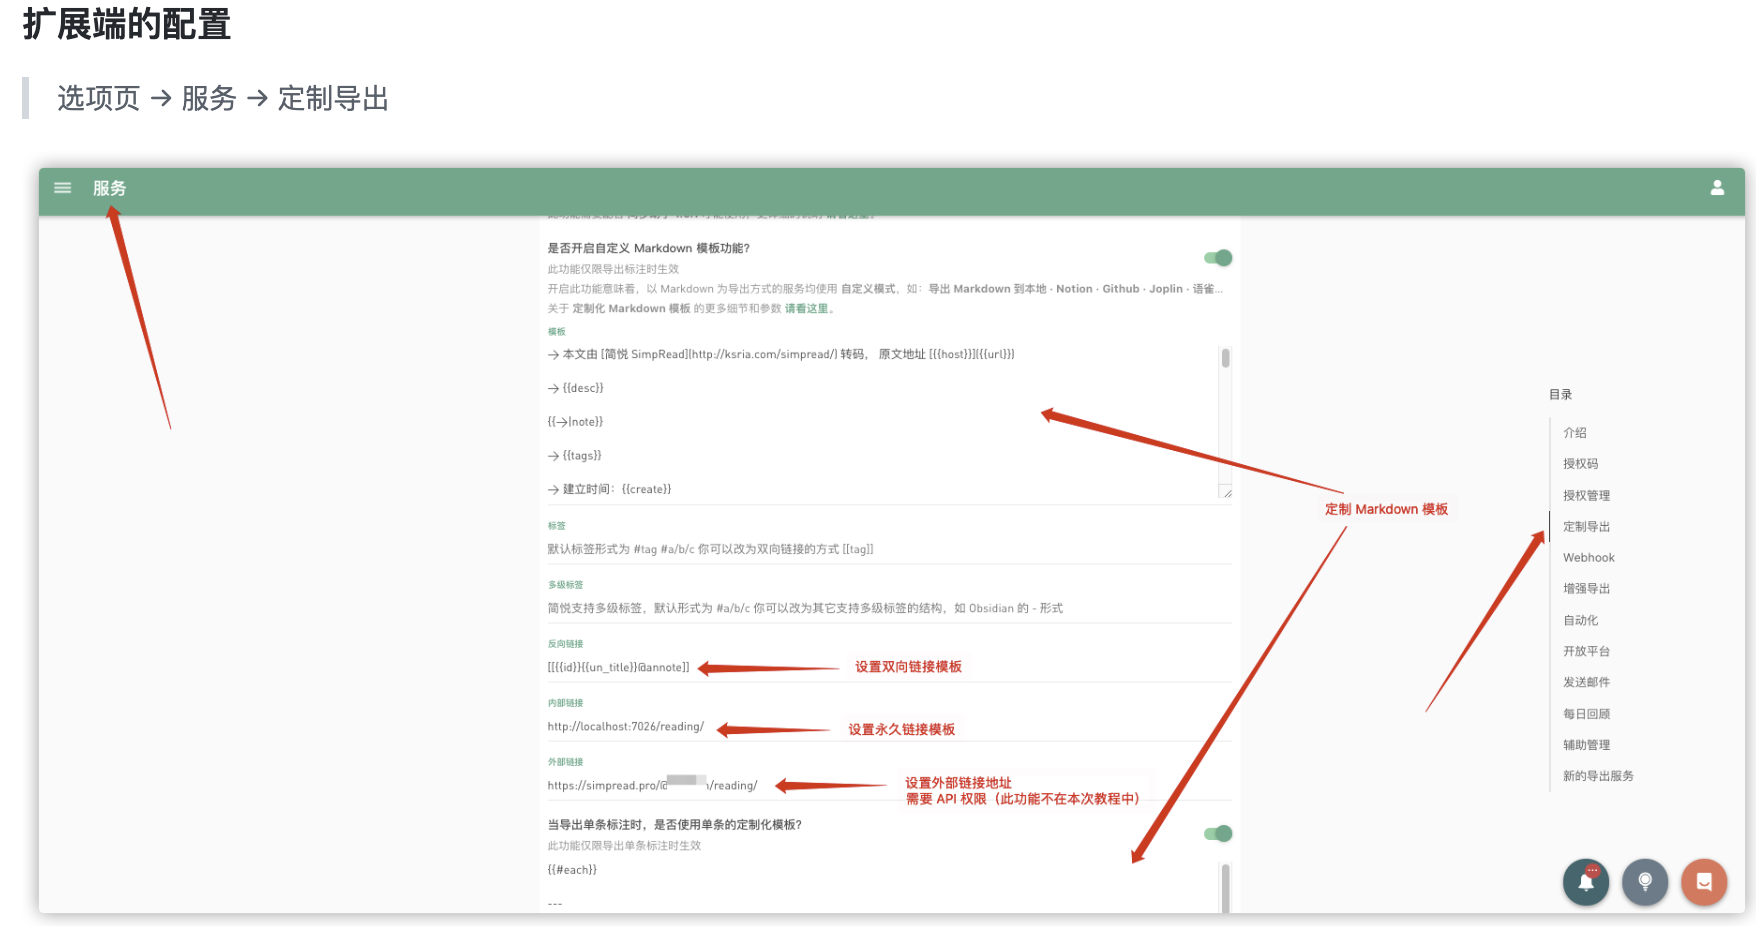 扩展端的配置
选项页 → 服务 → 定制导出
服务
是否开启自定义 Markdown 模板功能?
此功能仅限导出标注时生效
开启此功能意味着，以 Markdown 为导出方式的服务均使用 自定义模式，如：导出 Markdown 到本地 · Notion · Github · Joplin · 语雀...
关于 定制化 Markdown 模板 的更多细节和参数 请看这里。
模板
→ 本文由 [简悦 SimpRead](http://ksria.com/simpread/) 转码， 原文地址 [{{host}}]({{url}})
→ {{desc}}
{{→|note}}
→ {{tags}}
→ 建立时间：{{create}}
定制 Markdown 模板
标签
默认标签形式为 #tag #a/b/c 你可以改为双向链接的方式 [[tag]]
多级标签
简悦支持多级标签，默认形式为 #a/b/c 你可以改为其它支持多级标签的结构，如 Obsidian 的 - 形式
反向链接
[[{{id}}{{un_title}}@annote]]
设置双向链接模板
内部链接
http://localhost:7026/reading/
设置永久链接模板
外部链接
https://simpread.pro/@ /reading/
设置外部链接地址
需要 API 权限（此功能不在本次教程中）
当导出单条标注时，是否使用单条的定制化模板?
此功能仅限导出单条标注时生效
{{#each}}
---
目录
介绍
授权码
授权管理
定制导出
Webhook
增强导出
自动化
开放平台
发送邮件
每日回顾
辅助管理
新的导出服务